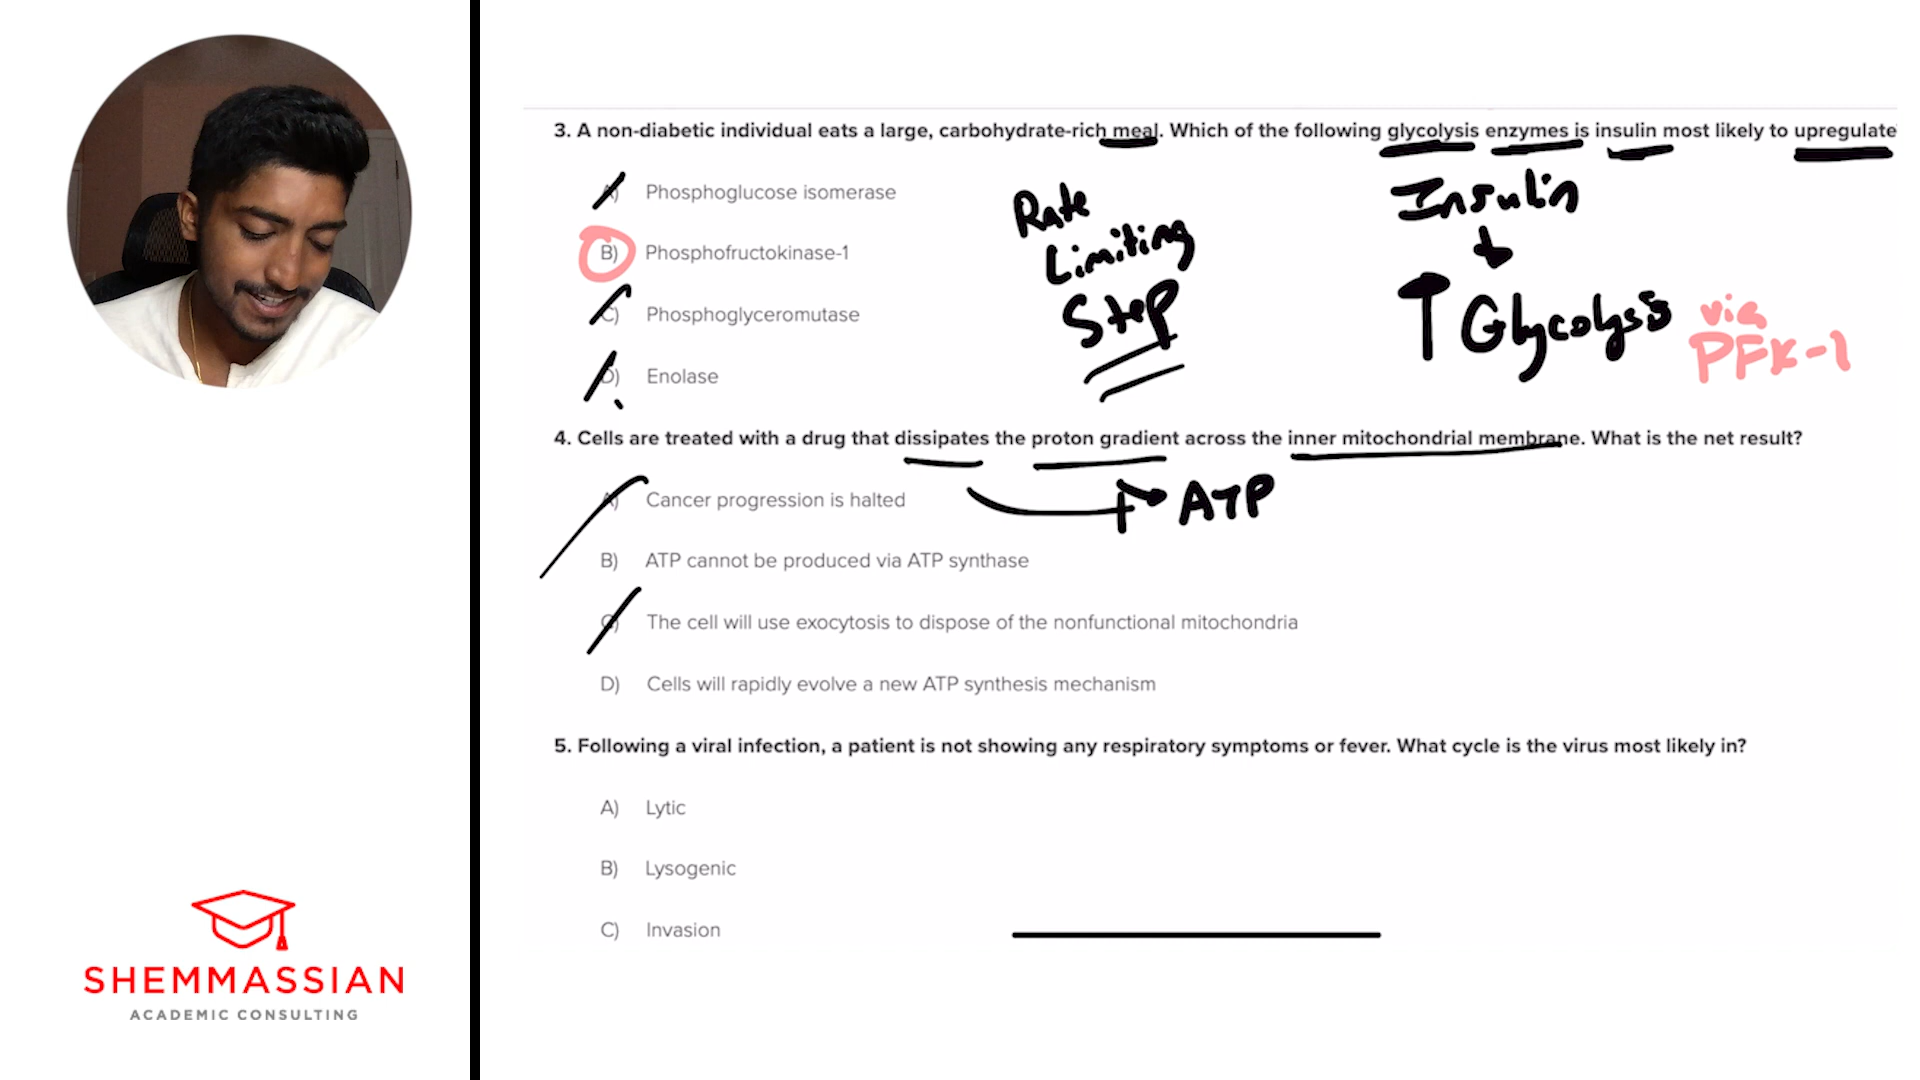 3. A non-diabetic individual eats a large, carbohydrate-rich meal. Which of the following glycolysis enzymes is insulin most likely to upregulate
A) Phosphoglucose isomerase
B) Phosphofructokinase-1
C) Phosphoglyceromutase
D) Enolase
Rate
Limiting
Step
Insulin
↑ Glycolysis
via
PFK-1
4. Cells are treated with a drug that dissipates the proton gradient across the inner mitochondrial membrane. What is the net result?
A) Cancer progression is halted
ATP
B) ATP cannot be produced via ATP synthase
C) The cell will use exocytosis to dispose of the nonfunctional mitochondria
D) Cells will rapidly evolve a new ATP synthesis mechanism
5. Following a viral infection, a patient is not showing any respiratory symptoms or fever. What cycle is the virus most likely in?
A) Lytic
B) Lysogenic
C) Invasion
SHEMMASSIAN
ACADEMIC CONSULTING